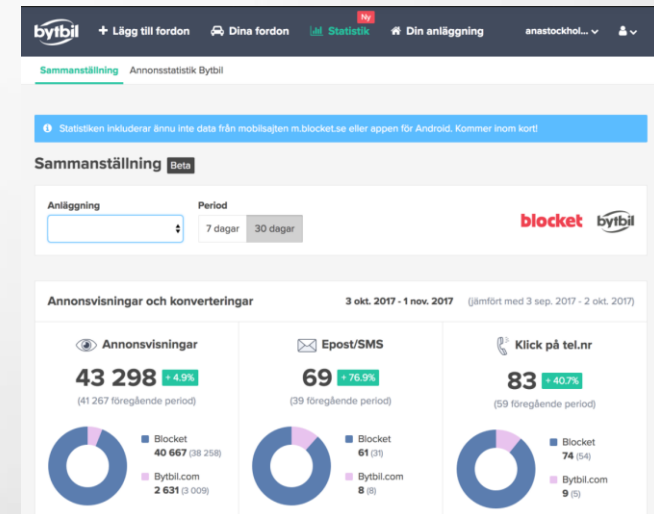 Ny
bytbil + Lägg till fordon Dina fordon Statistik Din anläggning anastockhol...
Sammanställning Annonsstatistik Bytbil
Statistiken inkluderar ännu inte data från mobilsajten m.blocket.se eller appen för Android. Kommer inom kort!
Sammanställning Beta
Anläggning Period
7 dagar 30 dagar
blocket bytbil
Annonsvisningar och konverteringar 3 okt. 2017 - 1 nov. 2017 (jämfört med 3 sep. 2017 - 2 okt. 2017)
Annonsvisningar
43 298 + 4.9%
(41 267 föregående period)
Blocket
40 667 (38 258)
Bytbil.com
2 631 (3 009)
Epost/SMS
69 + 76.9%
(39 föregående period)
Blocket
61 (31)
Bytbil.com
8 (8)
Klick på tel.nr
83 + 40.7%
(59 föregående period)
Blocket
74 (54)
Bytbil.com
9 (5)